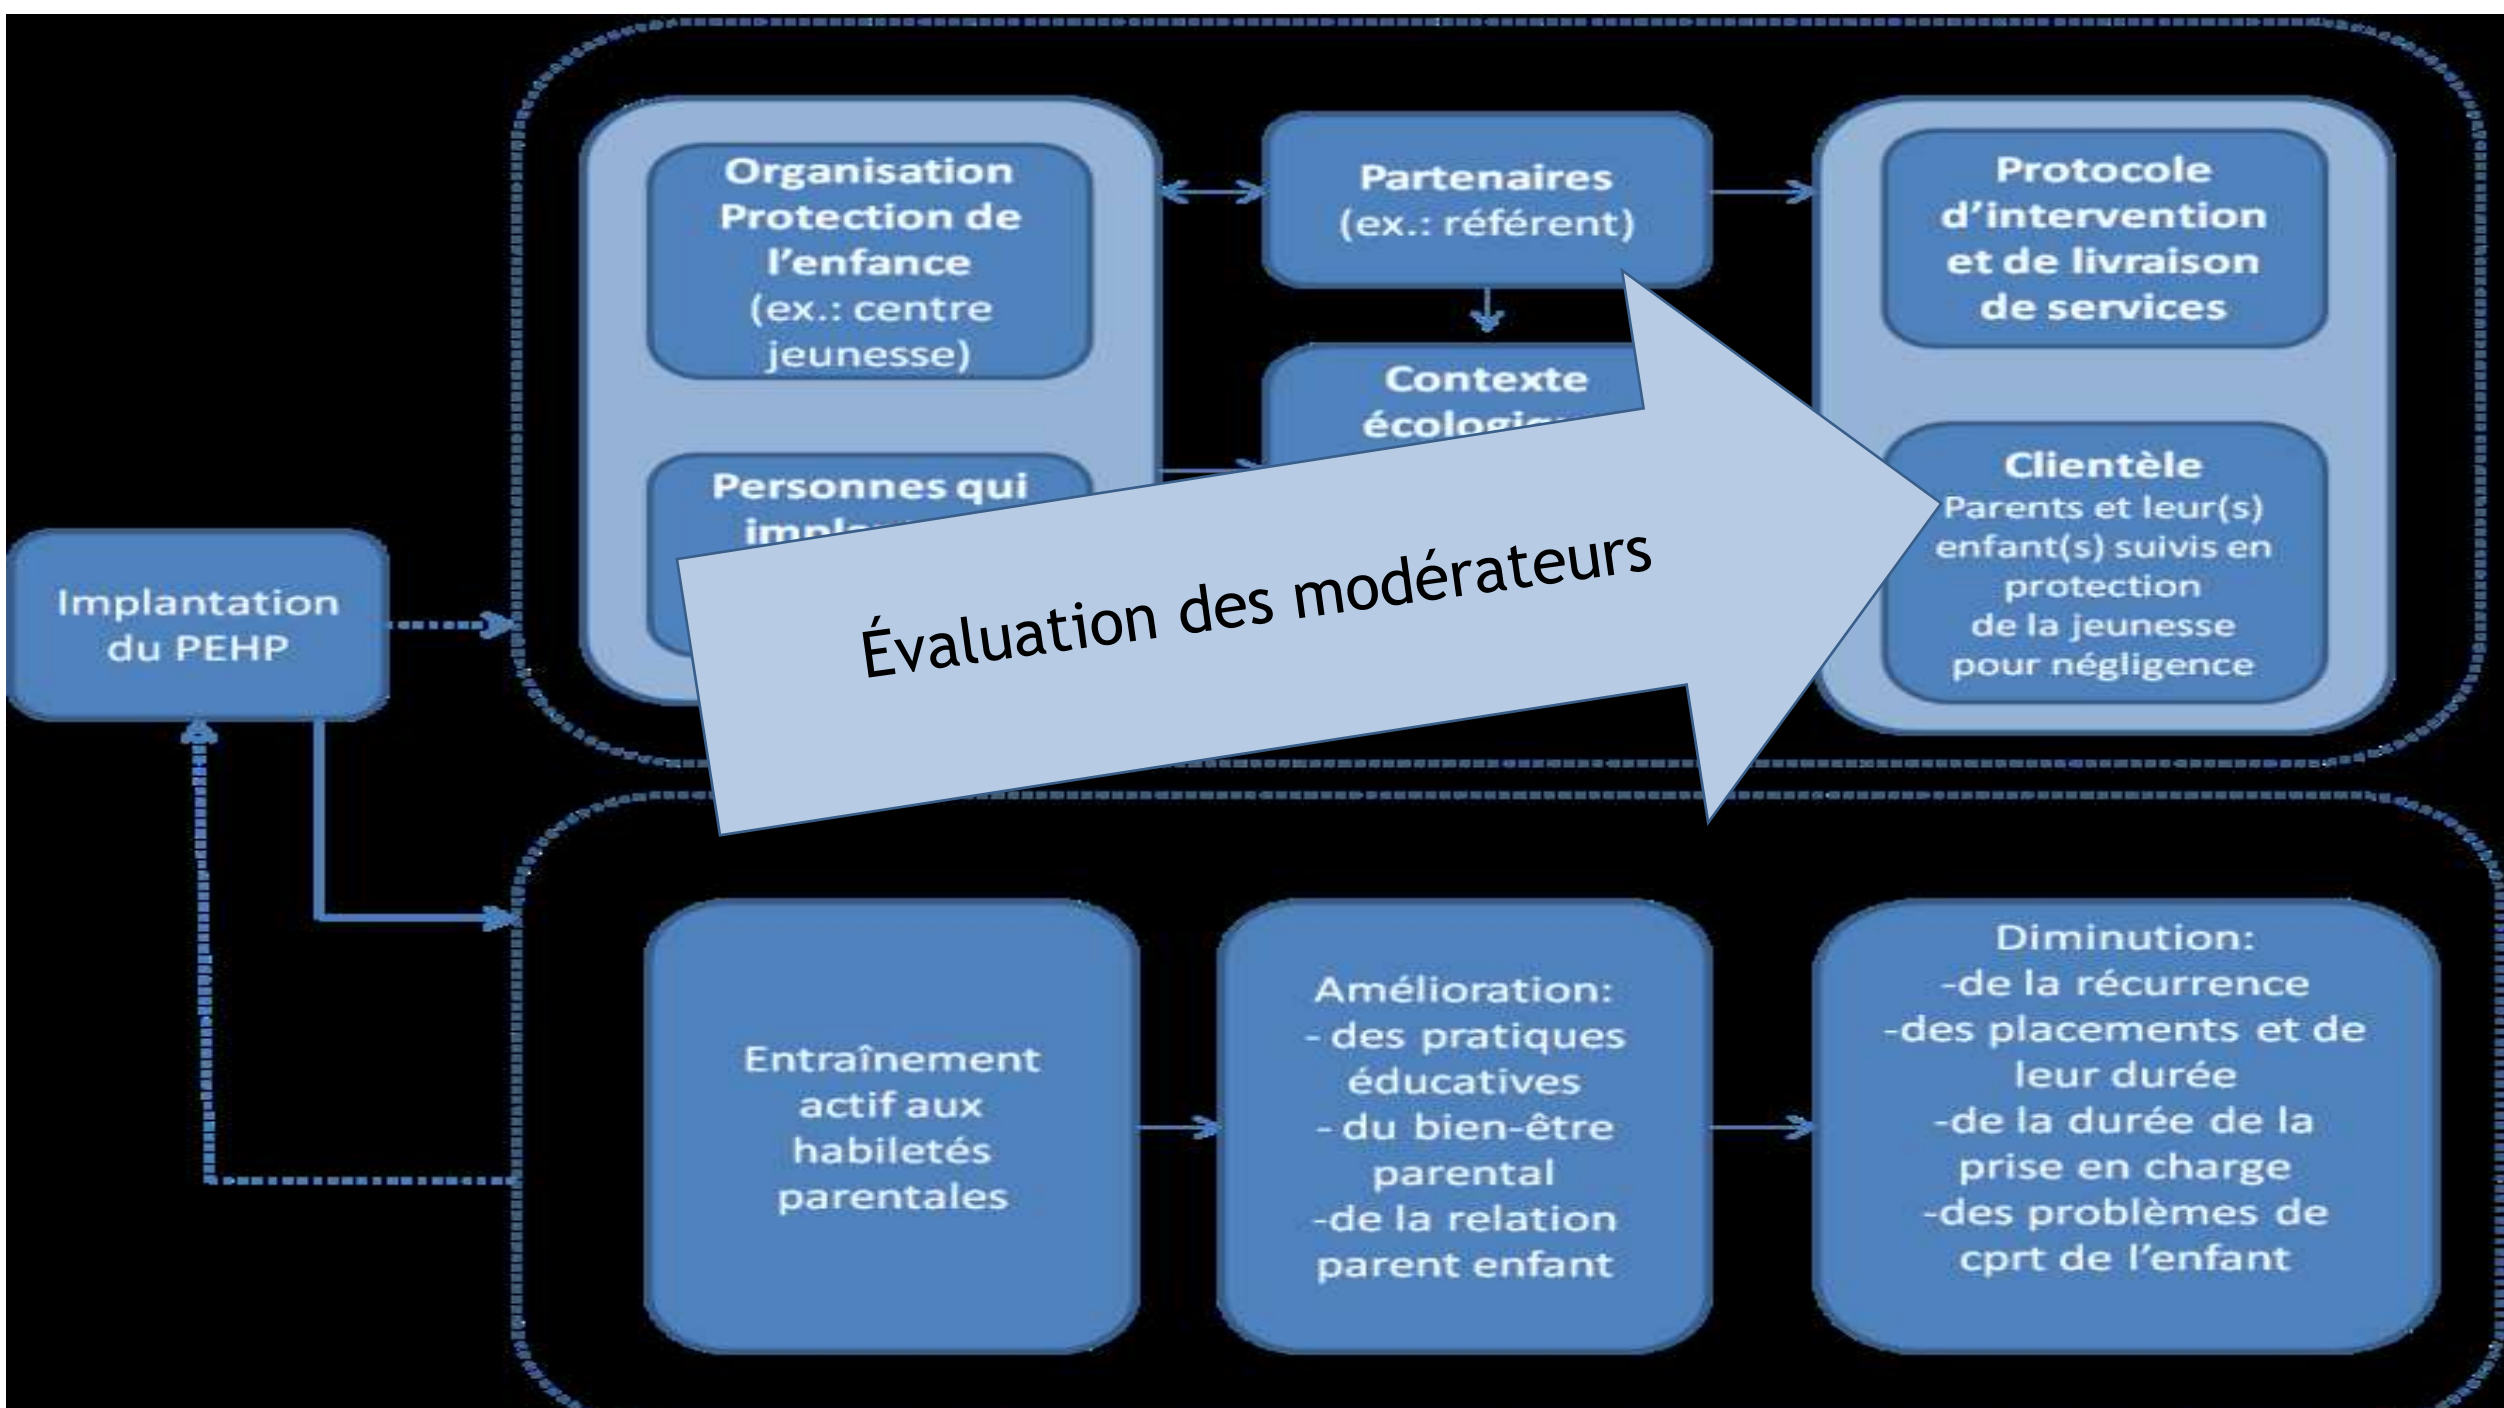 Organisation
Protection de
l'enfance
(ex.: centre
jeunesse)
Partenaires
(ex.: référent)
Protocole
d'intervention
et de livraison
de services
Contexte
Personnes qui
Clientèle
Parents et leur(s)
enfant(s) suivis en
protection
de la jeunesse
pour négligence
Évaluation des modérateurs
Implantation
du PEHP
Entraînement
actif aux
habiletés
parentales
Amélioration:
- des pratiques
éducatives
- du bien-être
parental
-de la relation
parent enfant
Diminution:
-de la récurrence
-des placements et de
leur durée
-de la durée de la
prise en charge
-des problèmes de
cprt de l'enfant